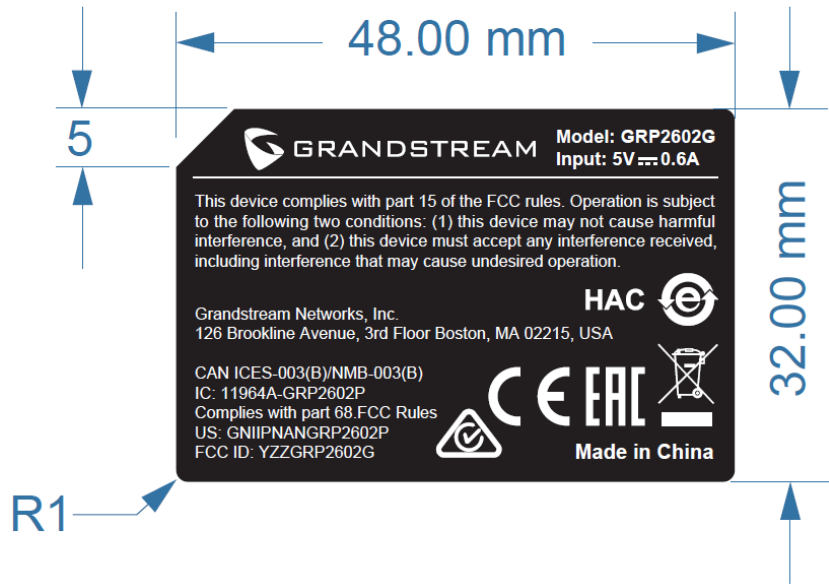 48.00 mm
5
GRANDSTREAM
Model: GRP2602G
Input: 5V⎓0.6A
This device complies with part 15 of the FCC rules. Operation is subject
to the following two conditions: (1) this device may not cause harmful
interference, and (2) this device must accept any interference received,
including interference that may cause undesired operation.
32.00 mm
HAC
e
Grandstream Networks, Inc.
126 Brookline Avenue, 3rd Floor Boston, MA 02215, USA
CAN ICES-003(B)/NMB-003(B)
IC: 11964A-GRP2602P
Complies with part 68.FCC Rules
US: GNIIPNANGRP2602P
FCC ID: YZZGRP2602G
CE EAC
Made in China
R1